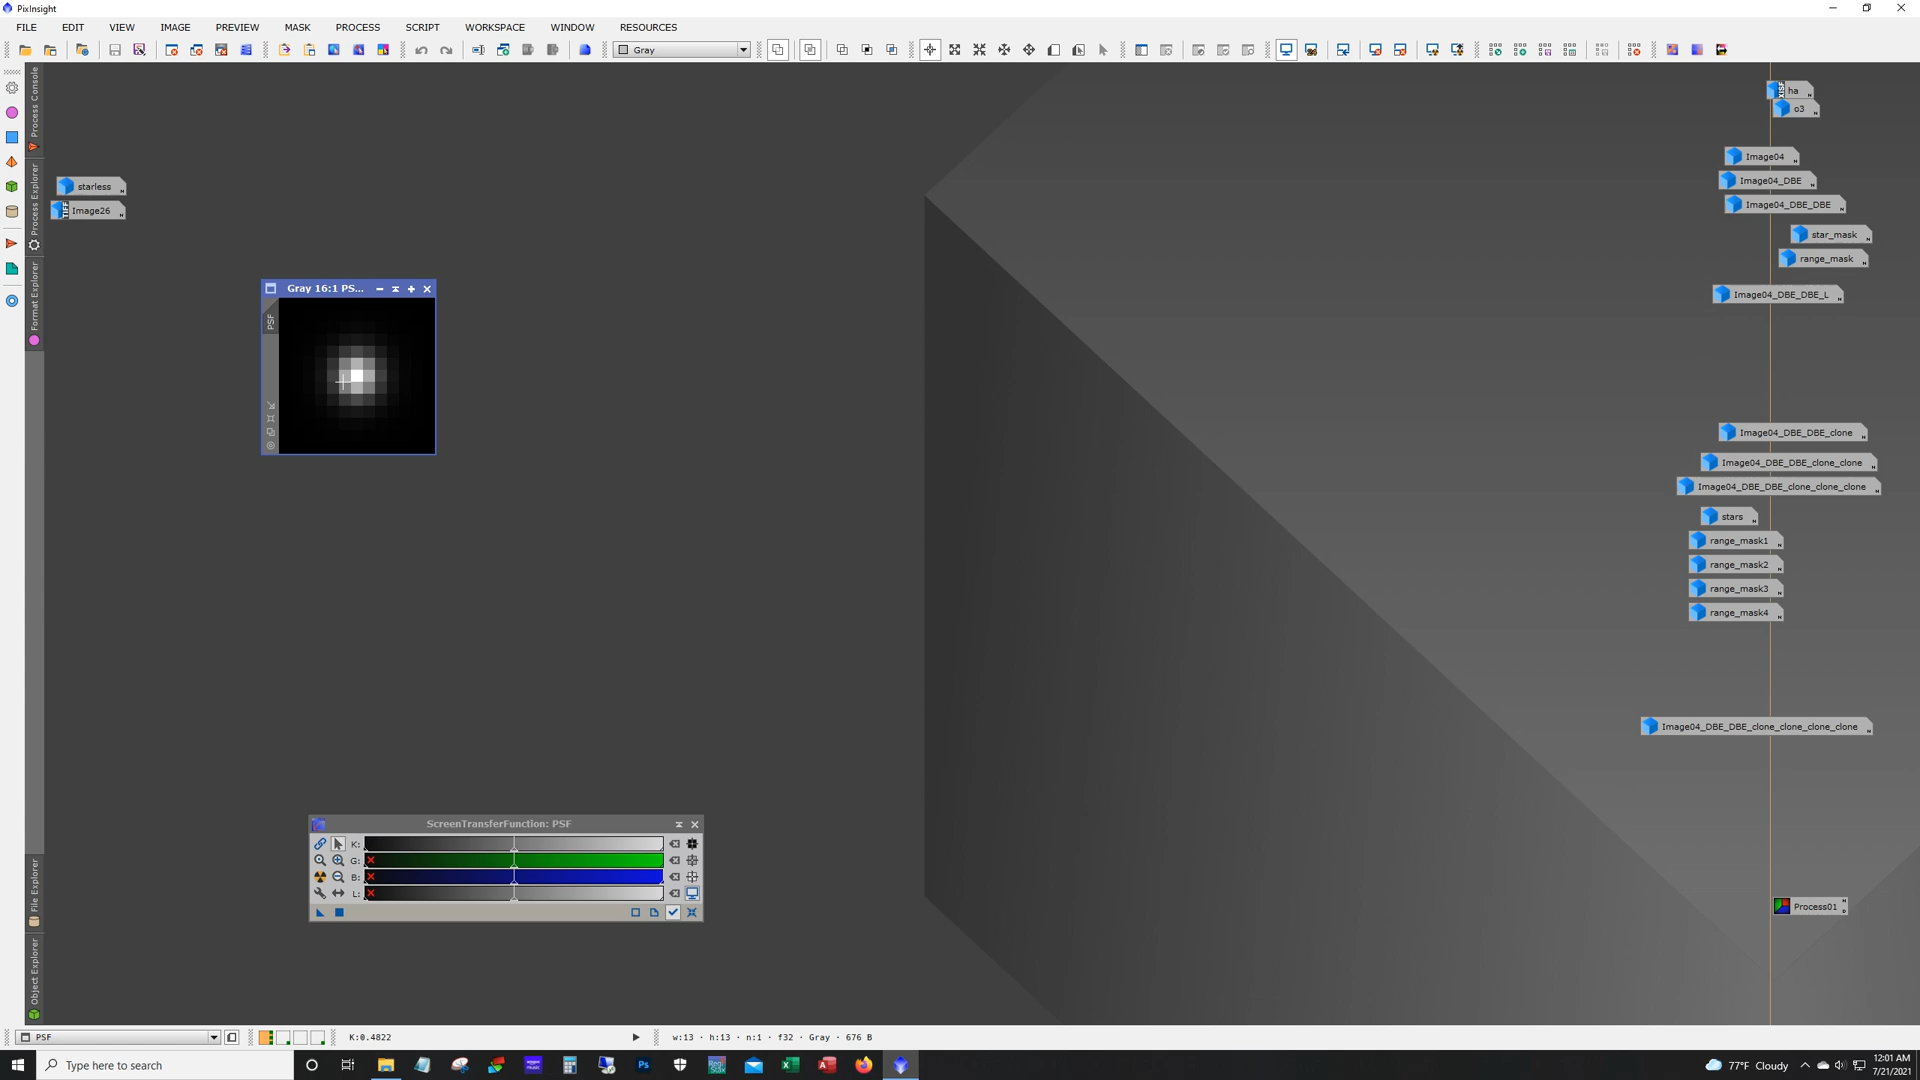 PixInsight
FILE EDIT VIEW IMAGE PREVIEW MASK PROCESS SCRIPT WORKSPACE WINDOW RESOURCES
Gray
Process Console
Process Explorer
Format Explorer
File Explorer
Object Explorer
starless
TIFF Image26
Gray 16:1 PS...
PSF
XISF ha
o3
Image04
Image04_DBE
Image04_DBE_DBE
star_mask
range_mask
Image04_DBE_DBE_L
Image04_DBE_DBE_clone
Image04_DBE_DBE_clone_clone
Image04_DBE_DBE_clone_clone_clone
stars
range_mask1
range_mask2
range_mask3
range_mask4
Image04_DBE_DBE_clone_clone_clone_clone
Process01
ScreenTransferFunction: PSF
K:
G:
B:
L:
PSF K:0.4822 w:13 · h:13 · n:1 · f32 · Gray · 676 B
Type here to search
Ps
77°F Cloudy
12:01 AM
7/21/2021